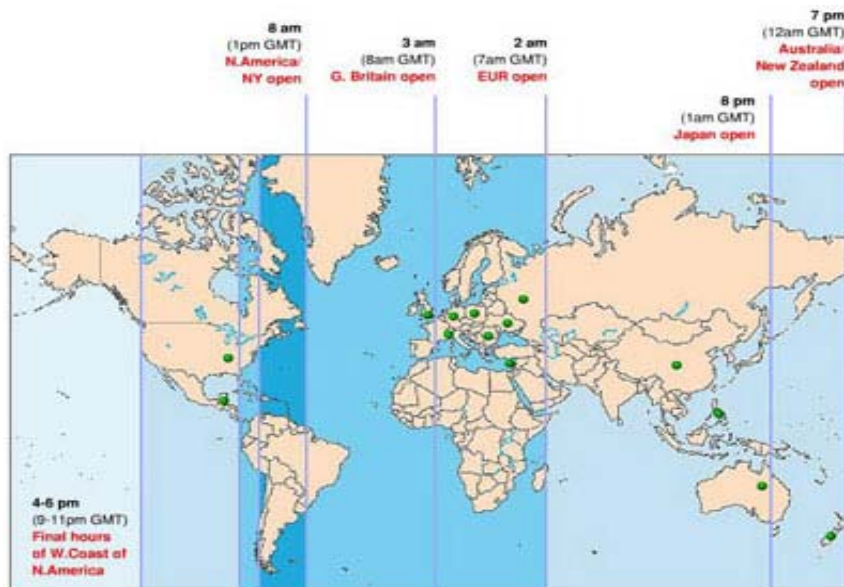 8 am
(1pm GMT)
N.America/
NY open
3 am
(8am GMT)
G. Britain open
2 am
(7am GMT)
EUR open
7 pm
(12am GMT)
Australia/
New Zealand
open
8 pm
(1am GMT)
Japan open
4-6 pm
(9-11pm GMT)
Final hours
of W.Coast of
N.America